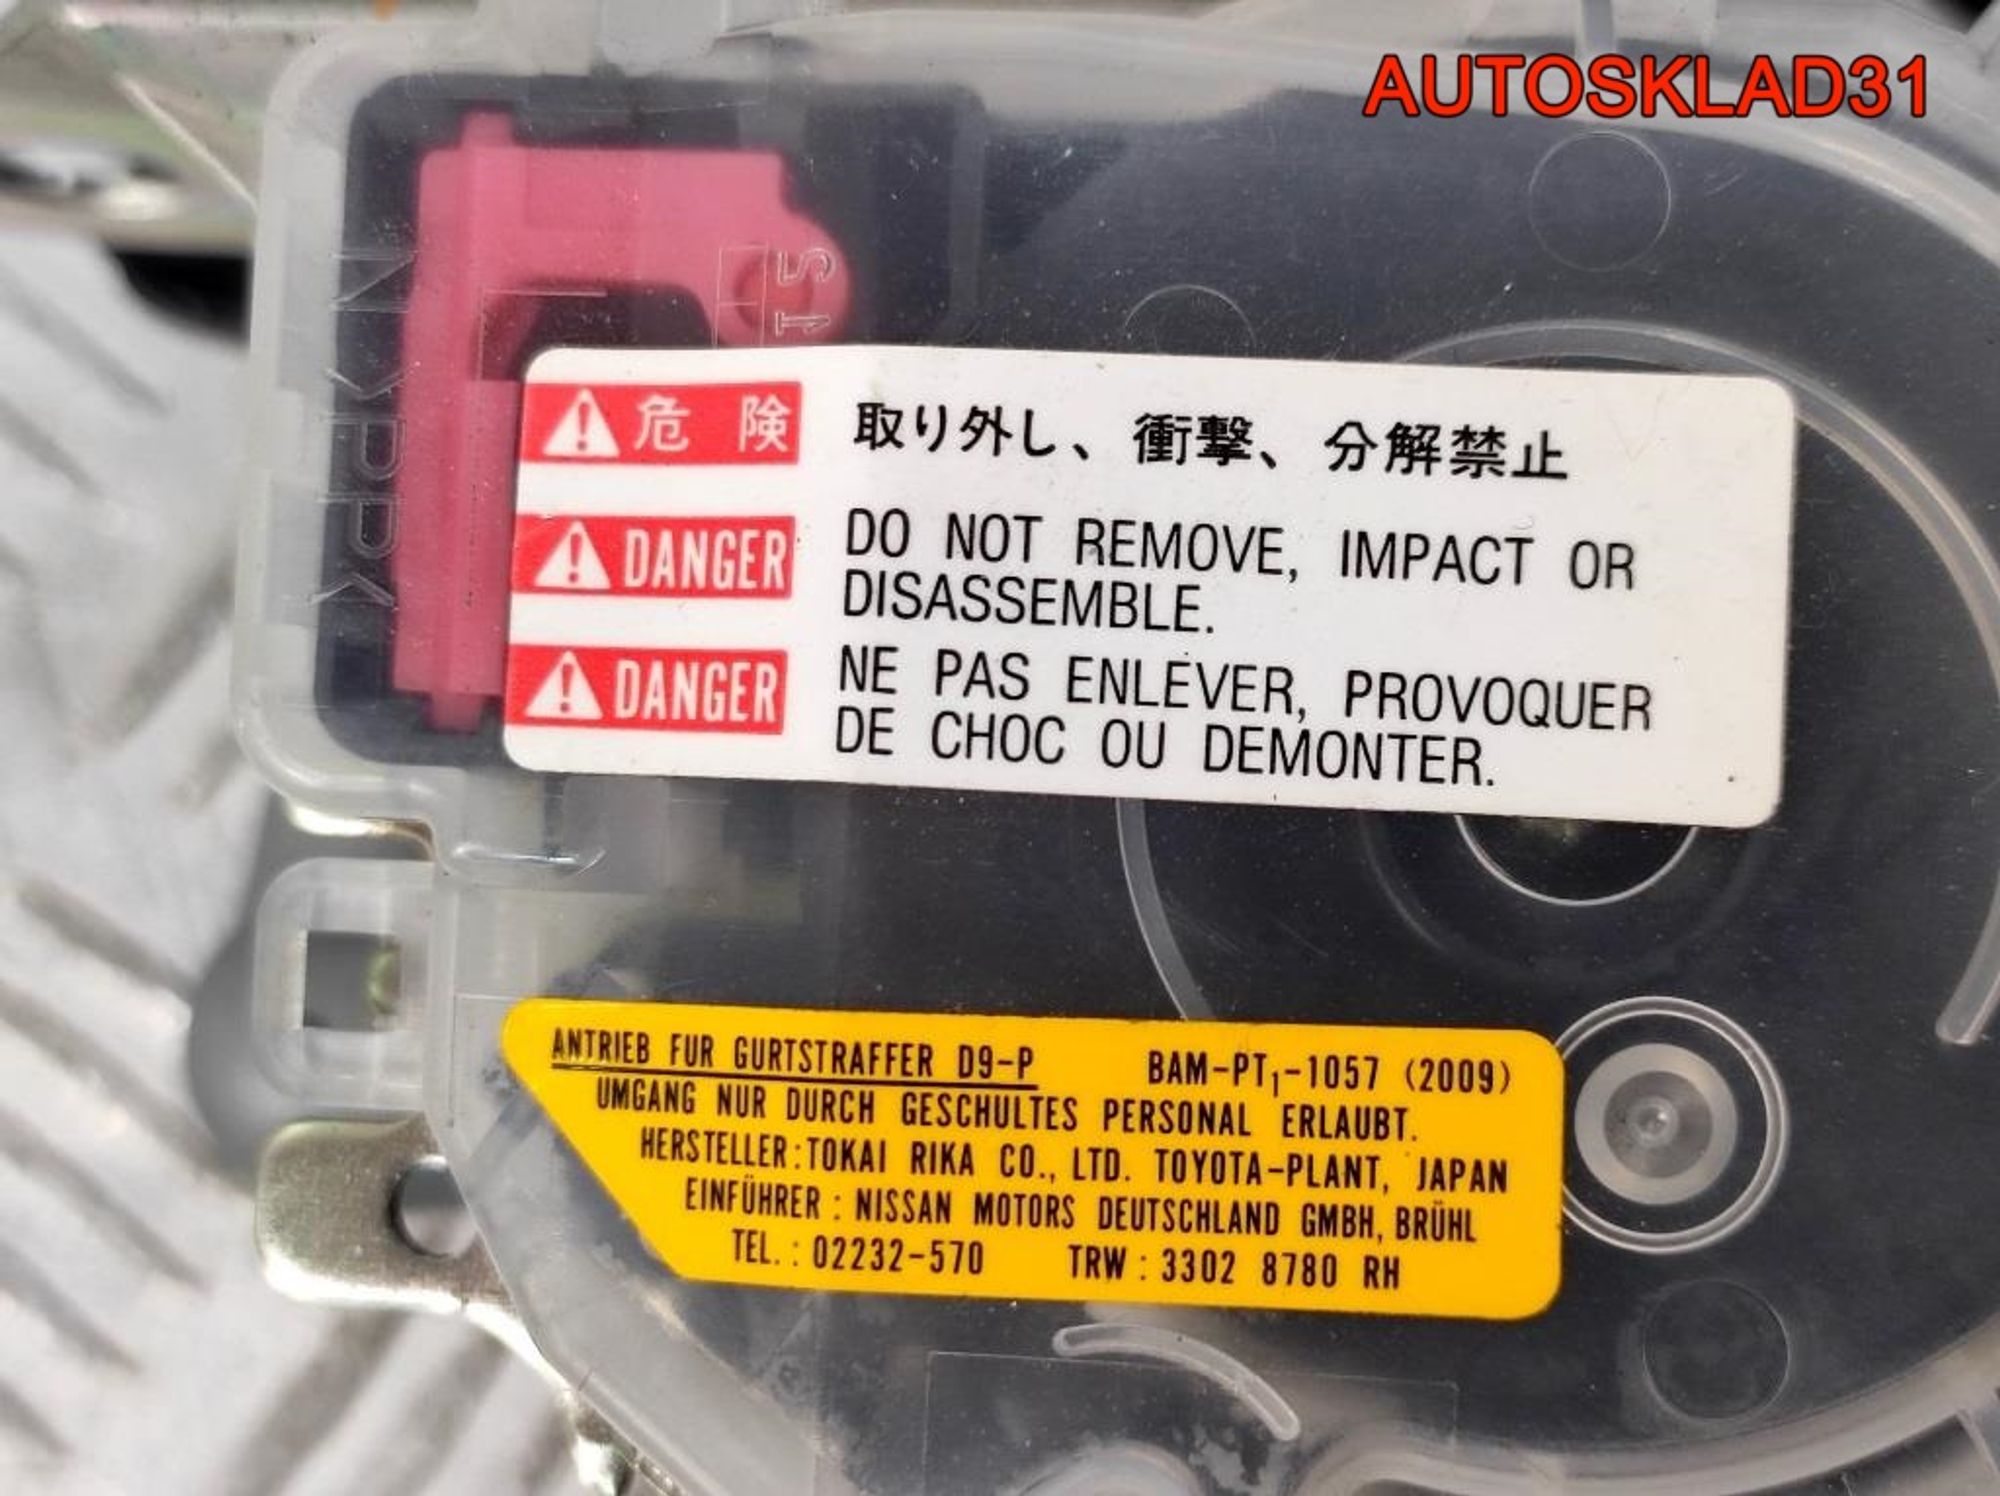 AUTOSKLAD31
危険 取り外し、衝撃、分解禁止
DANGER DO NOT REMOVE, IMPACT OR
DISASSEMBLE.
DANGER NE PAS ENLEVER, PROVOQUER
DE CHOC OU DEMONTER.
ANTRIEB FUR GURTSTRAFFER D9-P BAM-PT₁-1057 (2009)
UMGANG NUR DURCH GESCHULTES PERSONAL ERLAUBT.
HERSTELLER:TOKAI RIKA CO., LTD. TOYOTA-PLANT, JAPAN
EINFÜHRER : NISSAN MOTORS DEUTSCHLAND GMBH, BRÜHL
TEL. : 02232-570 TRW : 3302 8780 RH